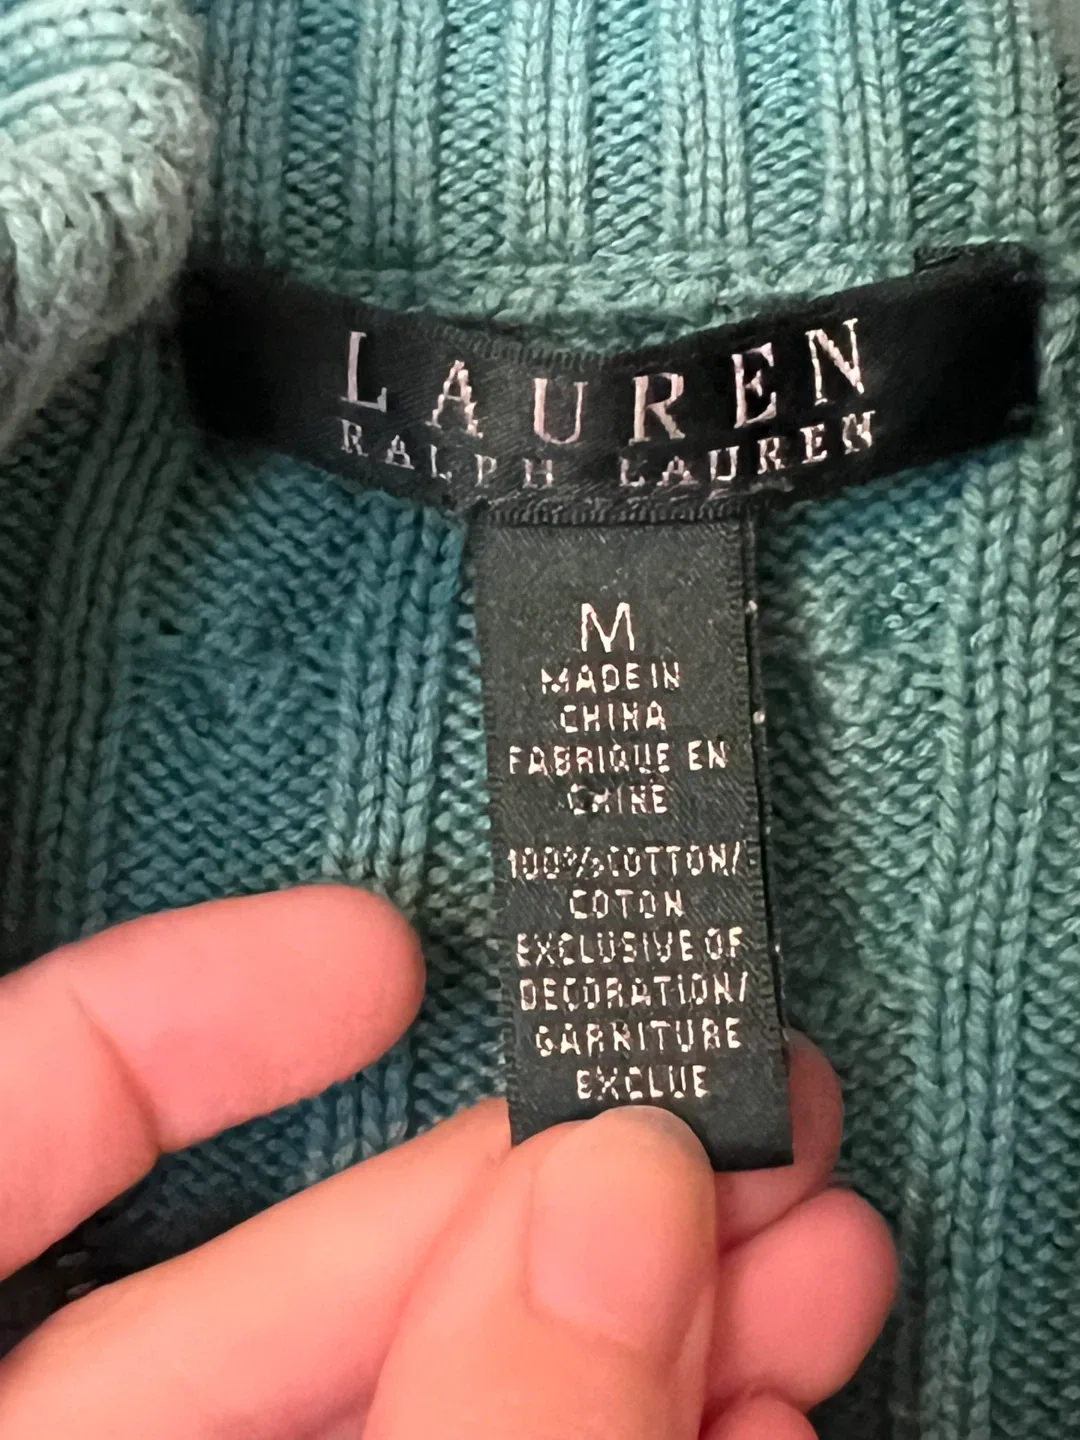 LAUREN
RALPH LAUREN
M
MADE IN
CHINA
FABRIQUE EN
CHINE
100% COTTON/
COTON
EXCLUSIVE OF
DECORATION/
GARNITURE
EXCLUE